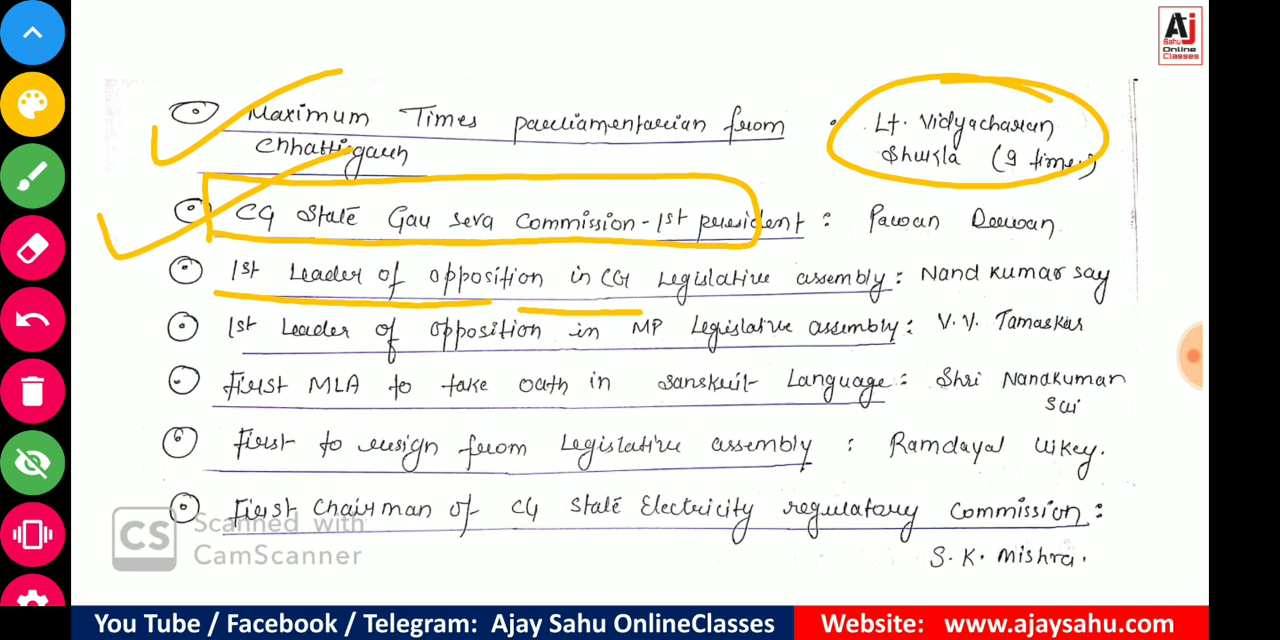 Aj
Sahu
Online
Classes
Maximum Times parliamentarian from : Lt. Vidyacharan
Chhattisgarh Shukla (9 times)
CG State Gau Seva Commission - 1st president : Pawan Deewan
1st Leader of opposition in CG Legislative assembly : Nand Kumar Say
1st Leader of opposition in MP Legislative assembly : V. V. Tamaskar
First MLA to take oath in Sanskrit Language : Shri Nandkumar
Sai
First to resign from Legislative assembly : Ramdayal Uikey.
First Chairman of CG State Electricity regulatory Commission :
S. K. Mishra.
CS Scanned with
CamScanner
You Tube / Facebook / Telegram: Ajay Sahu OnlineClasses Website: www.ajaysahu.com